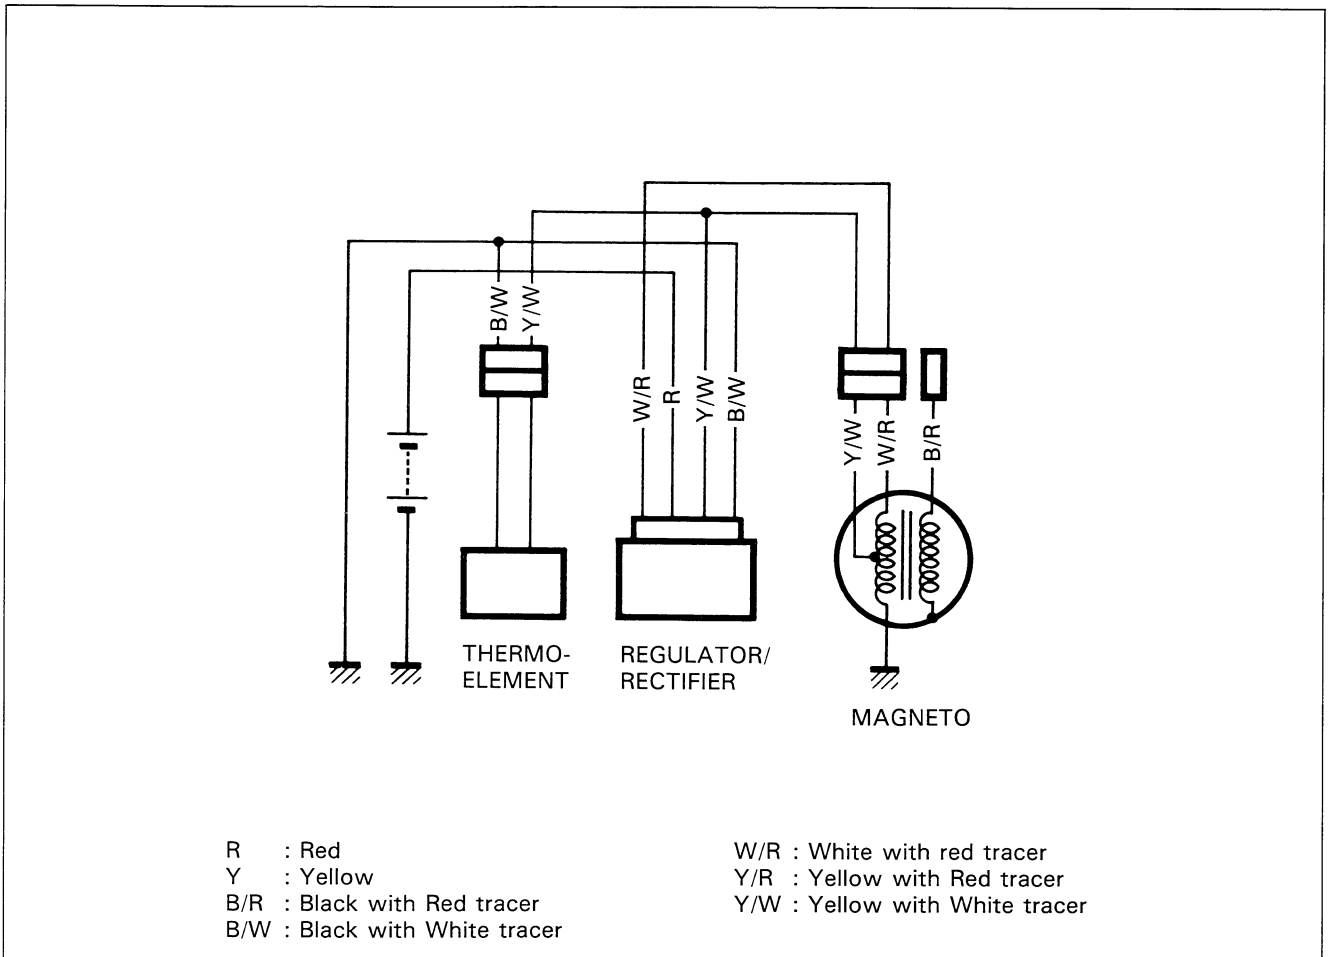 B/W
Y/W
W/R
R
Y/W
B/W
Y/W
W/R
B/R
THERMO-
ELEMENT
REGULATOR/
RECTIFIER
MAGNETO
R : Red
Y : Yellow
B/R : Black with Red tracer
B/W : Black with White tracer
W/R : White with red tracer
Y/R : Yellow with Red tracer
Y/W : Yellow with White tracer